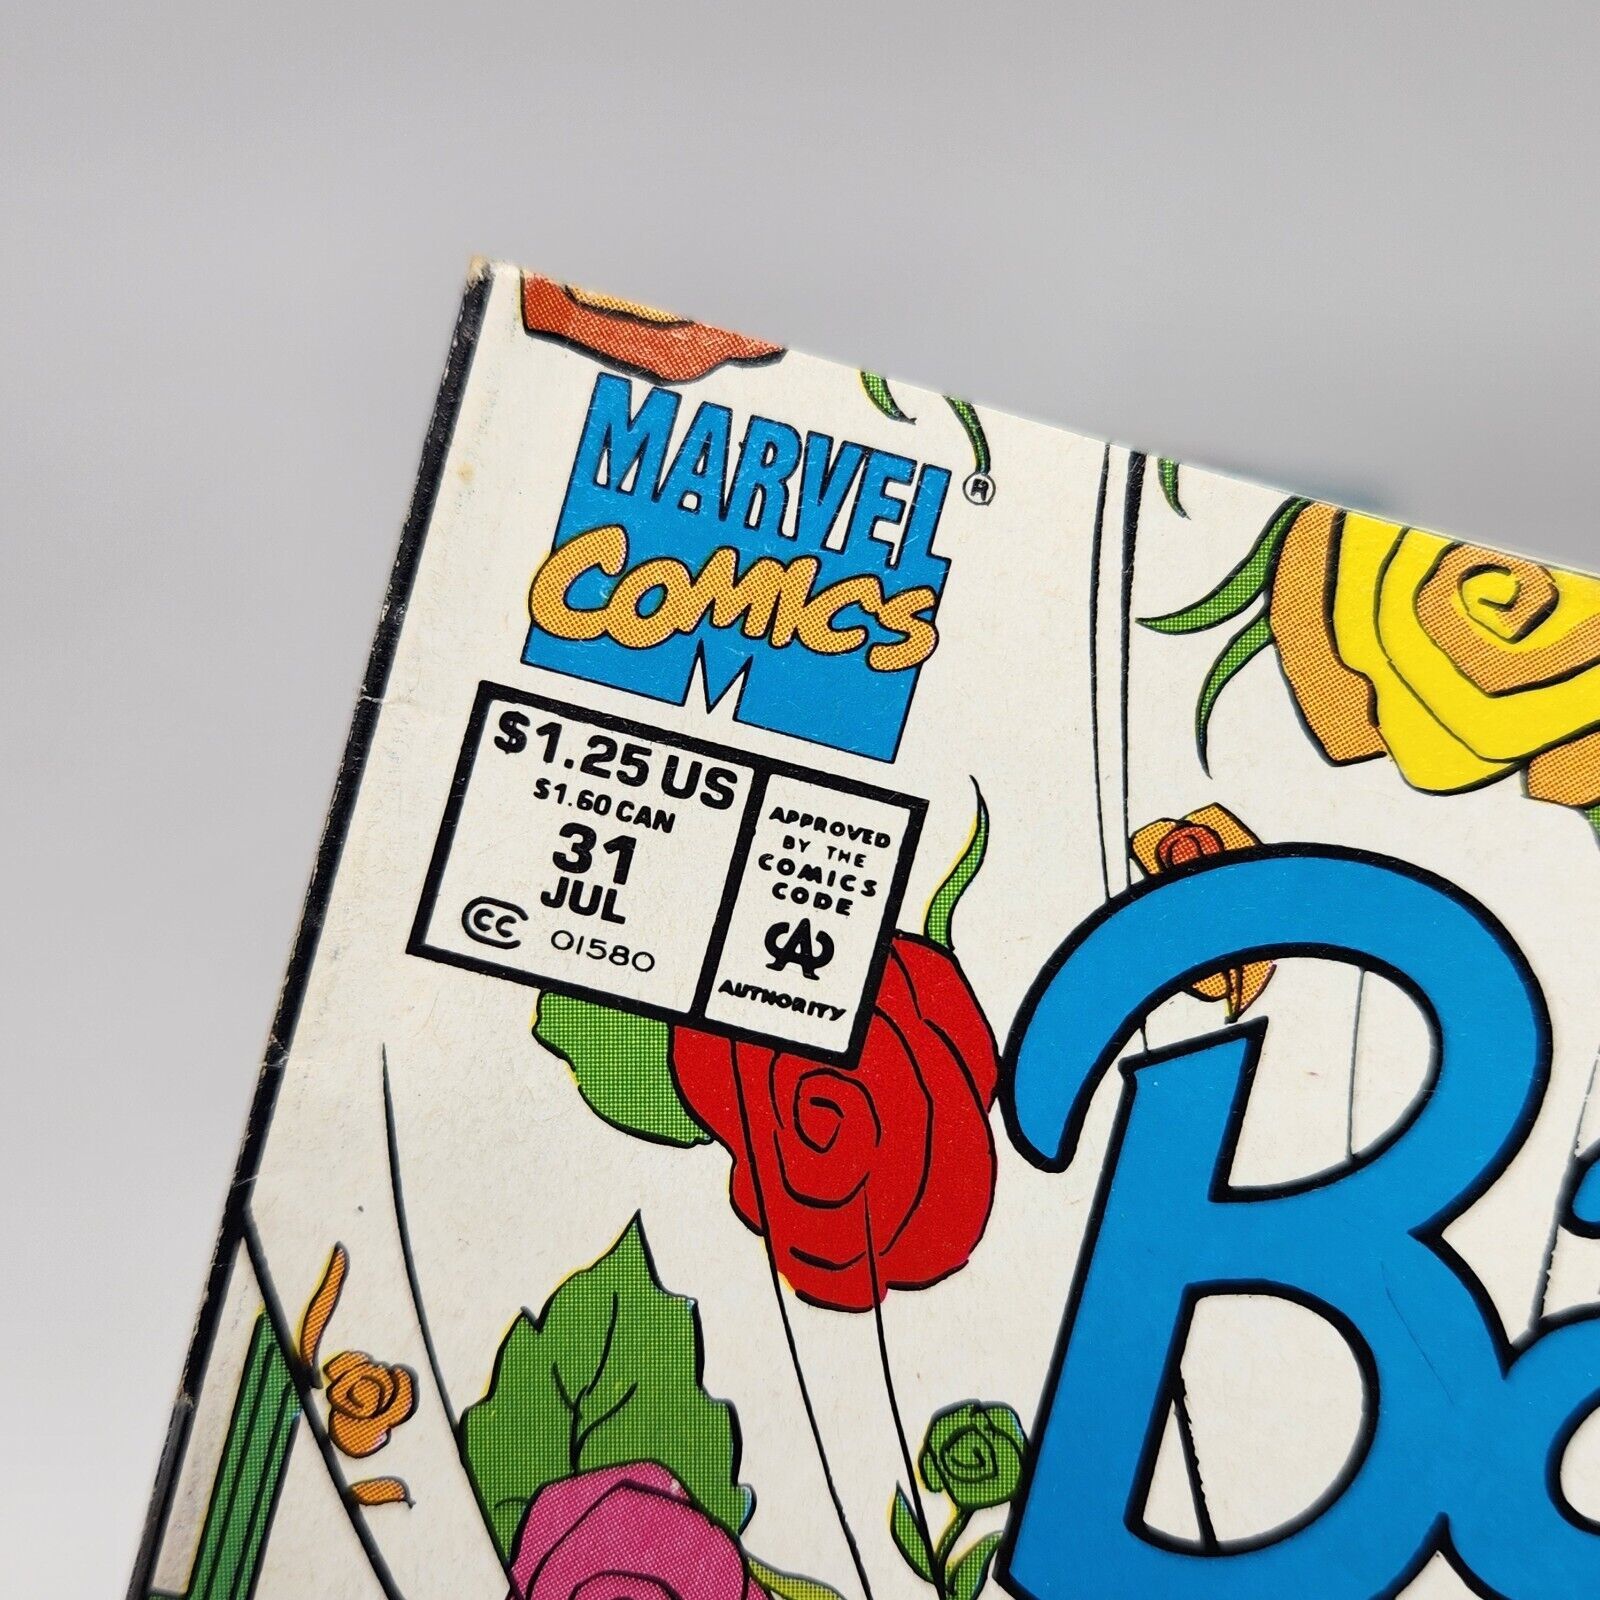 MARVEL ®
COMICS
M
$1.25 US
$1.60 CAN
31
JUL
CC 01580
APPROVED
BY THE
COMICS
CODE
CA
AUTHORITY
Ba